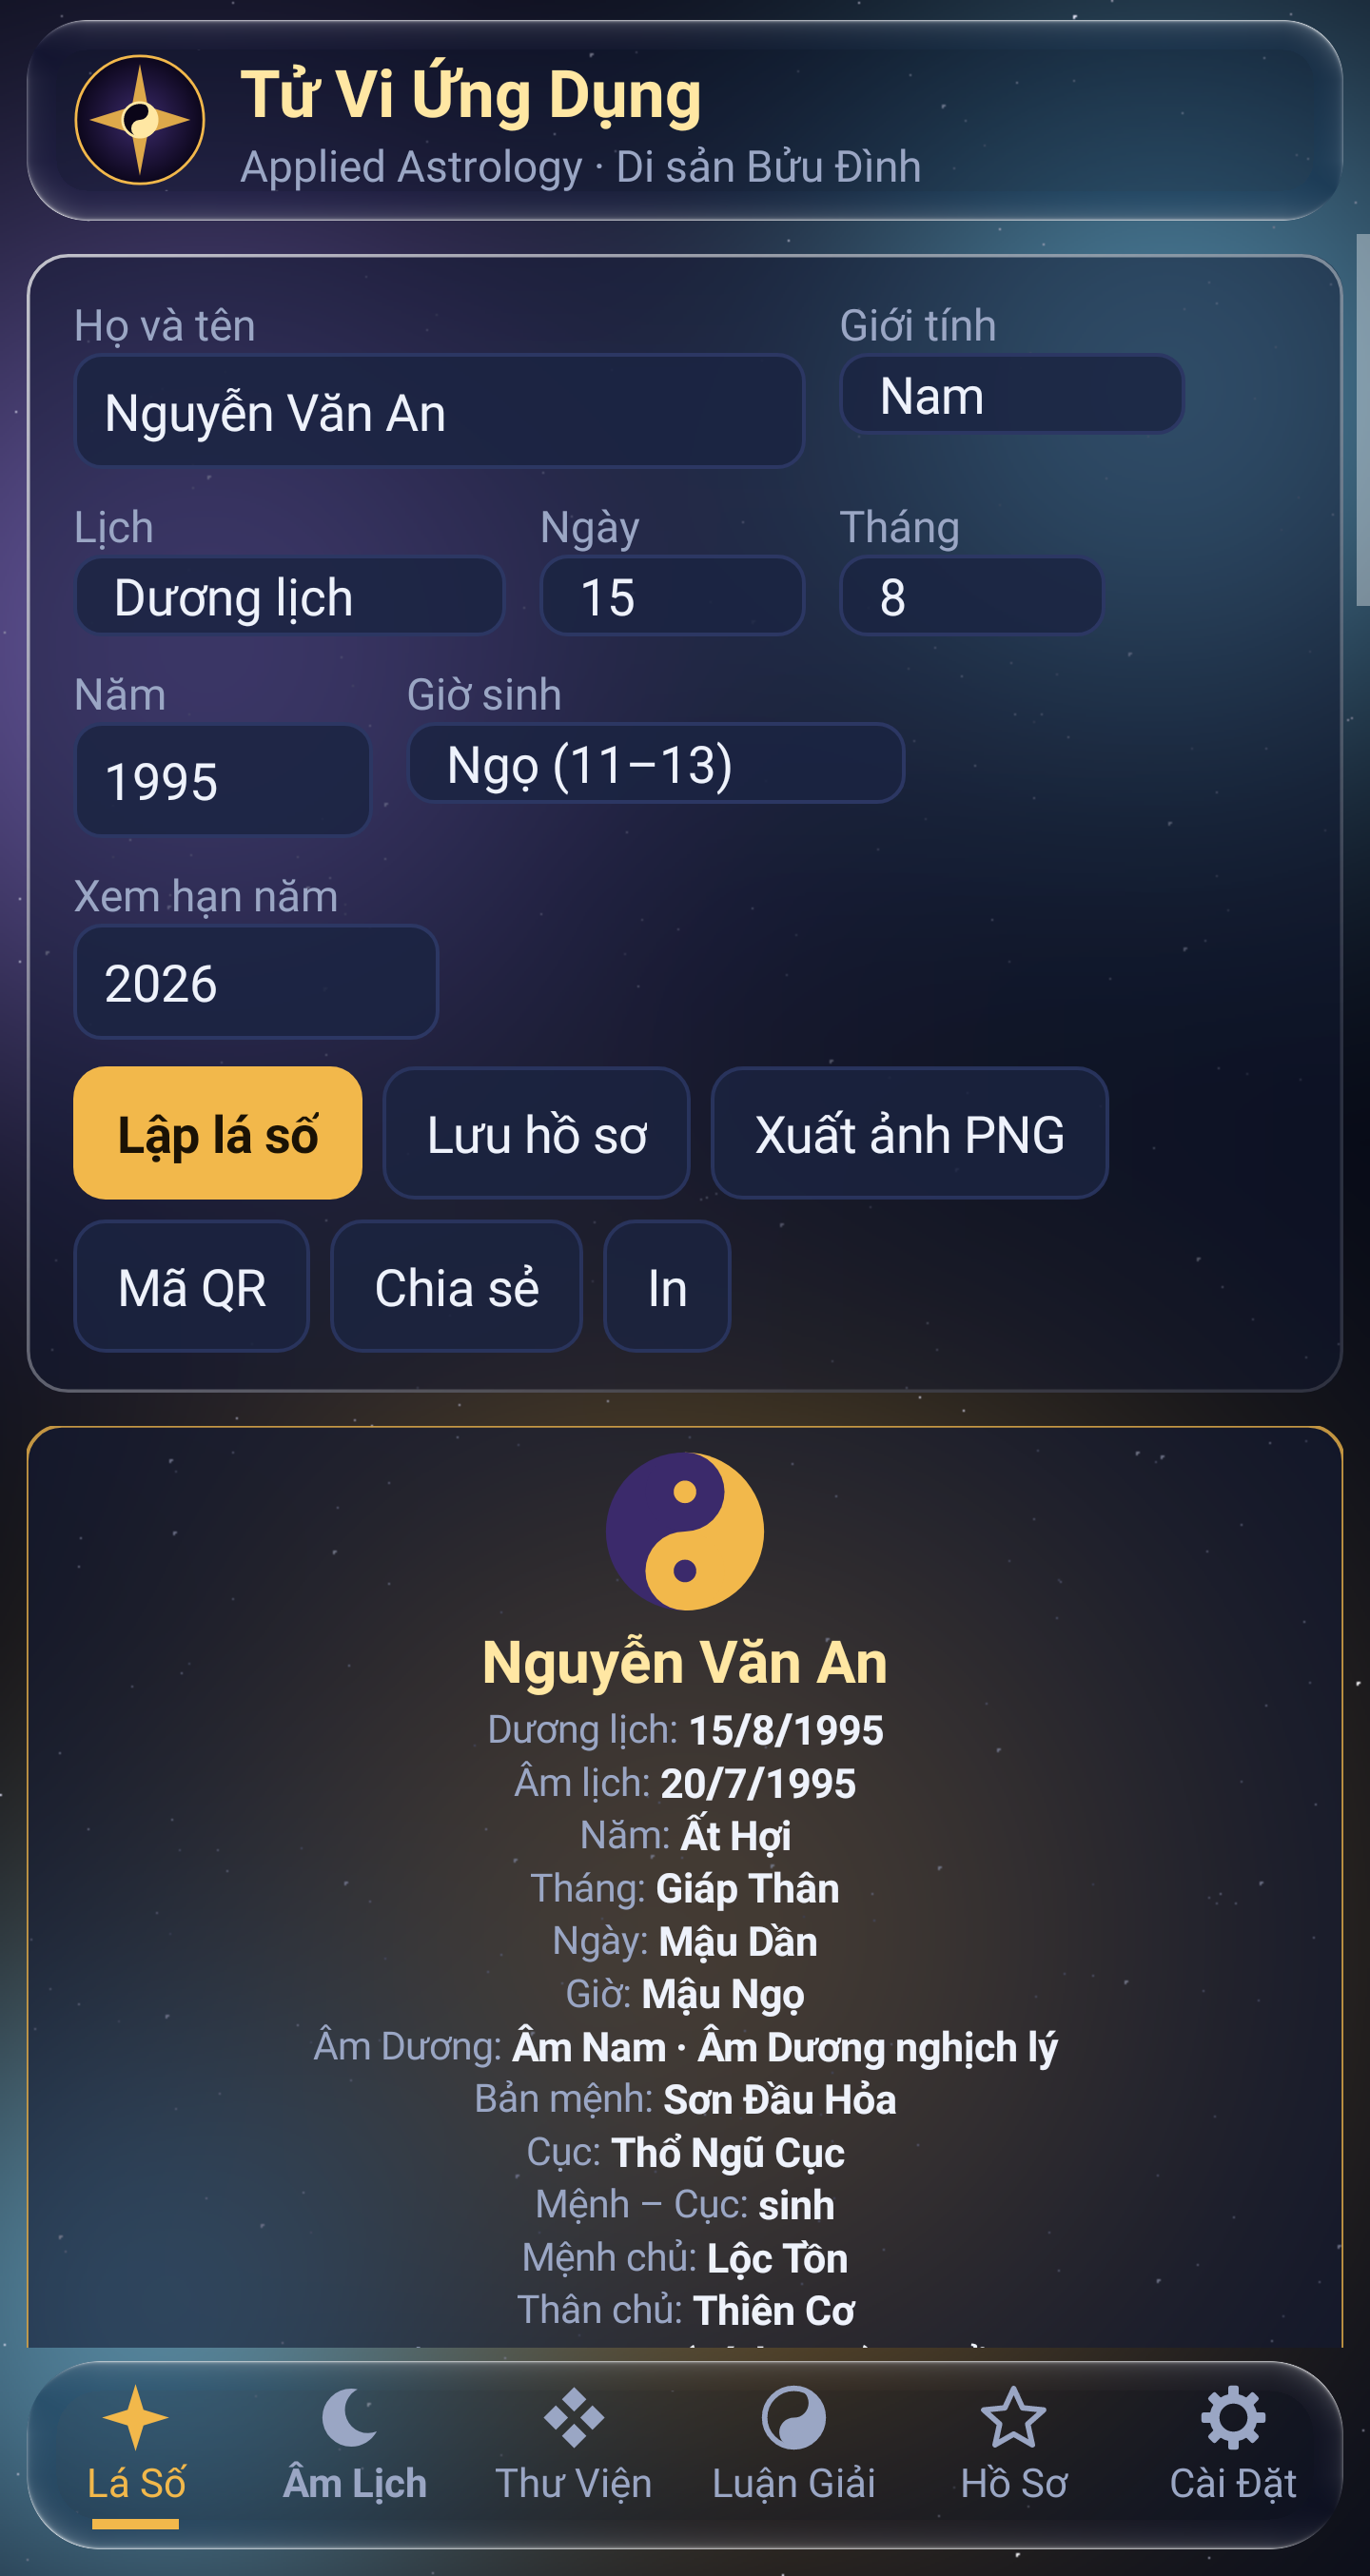 Tử Vi Ứng Dụng
Applied Astrology · Di sản Bửu Đình
Họ và tên
Giới tính
Nguyễn Văn An
Nam
Lịch
Ngày
Tháng
Dương lịch
15
8
Năm
Giờ sinh
1995
Ngọ (11–13)
Xem hạn năm
2026
Lập lá số
Lưu hồ sơ
Xuất ảnh PNG
Mã QR
Chia sẻ
In
Nguyễn Văn An
Dương lịch: 15/8/1995
Âm lịch: 20/7/1995
Năm: Ất Hợi
Tháng: Giáp Thân
Ngày: Mậu Dần
Giờ: Mậu Ngọ
Âm Dương: Âm Nam · Âm Dương nghịch lý
Bản mệnh: Sơn Đầu Hỏa
Cục: Thổ Ngũ Cục
Mệnh – Cục: sinh
Mệnh chủ: Lộc Tồn
Thân chủ: Thiên Cơ
Lá Số
Âm Lịch
Thư Viện
Luận Giải
Hồ Sơ
Cài Đặt